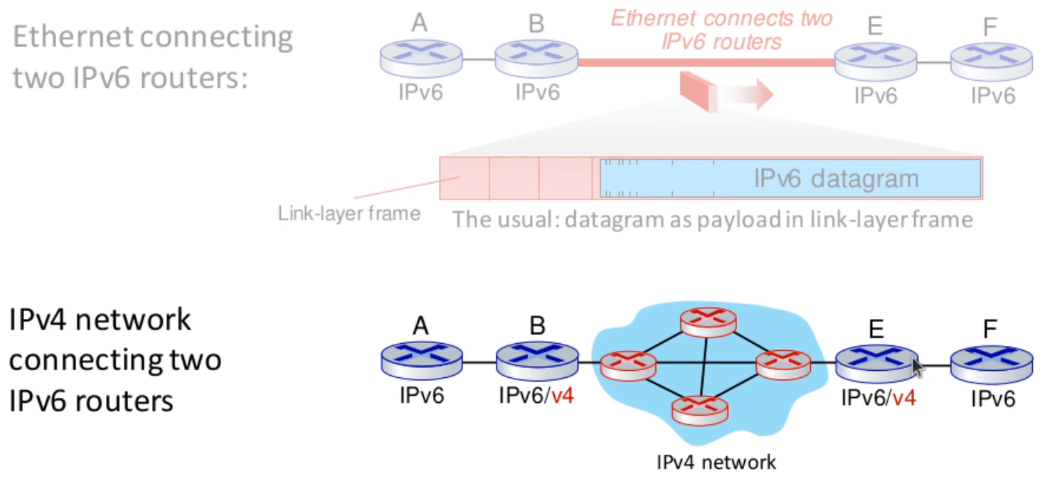 Ethernet connecting
two IPv6 routers:
A
B
Ethernet connects two
IPv6 routers
E
F
IPv6
IPv6
IPv6
IPv6
IPv6 datagram
Link-layer frame
The usual: datagram as payload in link-layer frame
IPv4 network
connecting two
IPv6 routers
A
B
E
F
IPv6
IPv6/v4
IPv6/v4
IPv6
IPv4 network